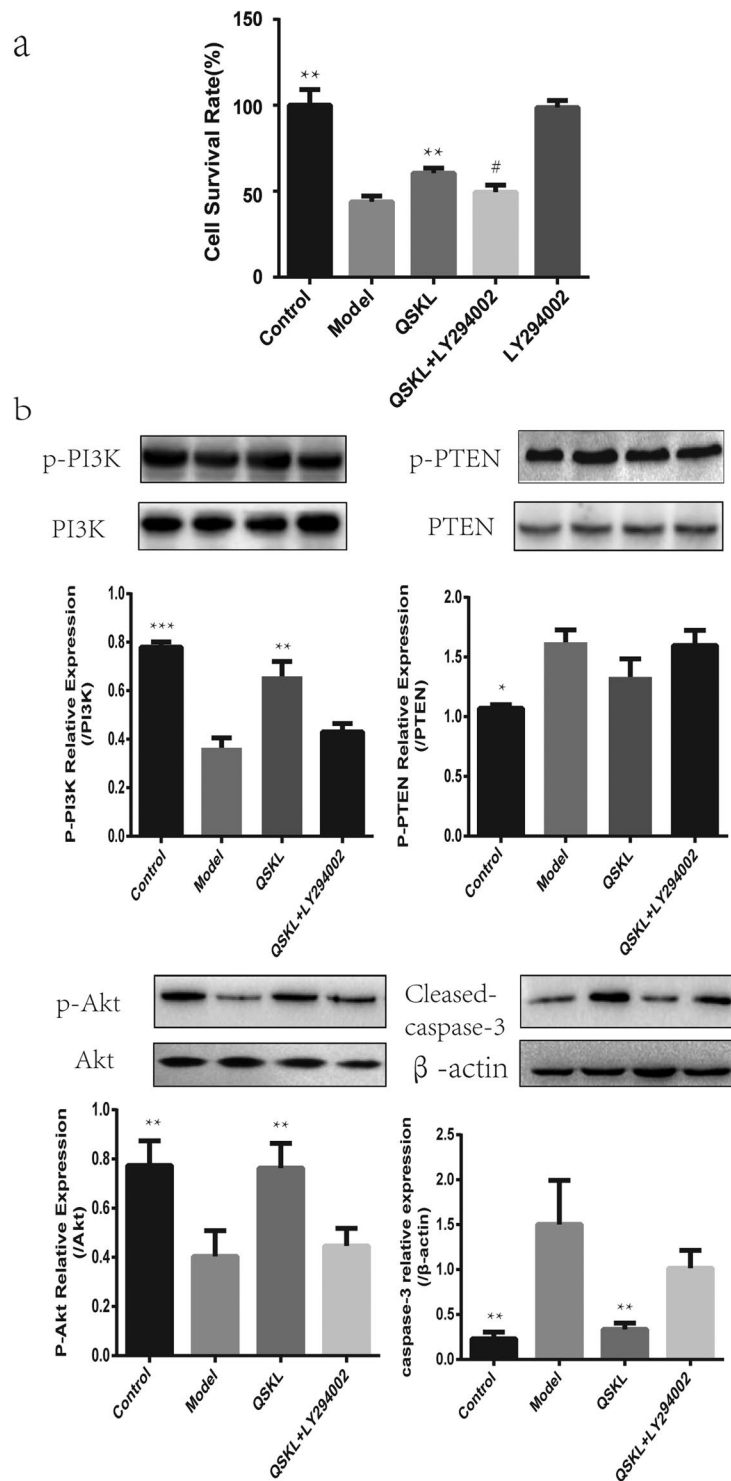 a
Cell Survival Rate(%)
150
100
50
0
**
**
#
Control
Model
QSKL
QSKL+LY294002
LY294002
b
p-PI3K
PI3K
p-PTEN
PTEN
P-PI3K Relative Expression
(/PI3K)
0.8
0.6
0.4
0.2
0.0
***
**
Control
Model
QSKL
QSKL+LY294002
P-PTEN Relative Expression
(/PTEN)
2.0
1.5
1.0
0.5
0.0
*
Control
Model
QSKL
QSKL+LY294002
p-Akt
Akt
Cleased-
caspase-3
β -actin
P-Akt Relative Expression
(/Akt)
1.0
0.8
0.6
0.4
0.2
0.0
**
**
Control
Model
QSKL
QSKL+LY294002
caspase-3 relative expression
(/β-actin)
2.5
2.0
1.5
1.0
0.5
0.0
**
**
Control
Model
QSKL
QSKL+LY294002